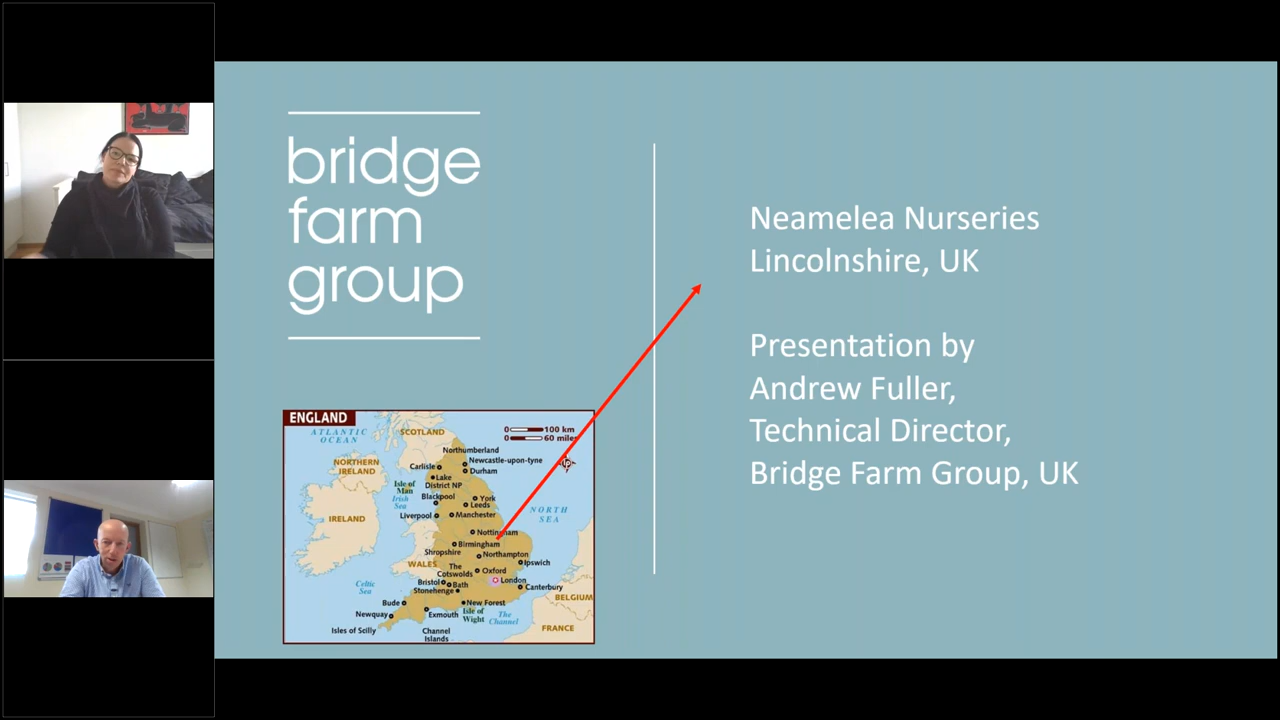 bridge
farm
group
Neamelea Nurseries
Lincolnshire, UK
Presentation by
Andrew Fuller,
Technical Director,
Bridge Farm Group, UK
ENGLAND
0 100 km
0 60 miles
ATLANTIC
OCEAN
SCOTLAND
Northumberland
Newcastle-upon-tyne
Carlisle
Durham
NORTHERN
IRELAND
Lake
District NP
Isle of
Man
Irish
Sea
Blackpool
York
Leeds
Manchester
Liverpool
IRELAND
NORTH
SEA
Nottingham
Birmingham
Shropshire
Northampton
WALES
Ipswich
The
Cotswolds
Oxford
London
Celtic
Sea
Bristol
Bath
Stonehenge
Canterbury
BELGIUM
Bude
New Forest
Newquay
Exmouth
Isle of
Wight
The
Channel
Isles of Scilly
Channel
Islands
FRANCE